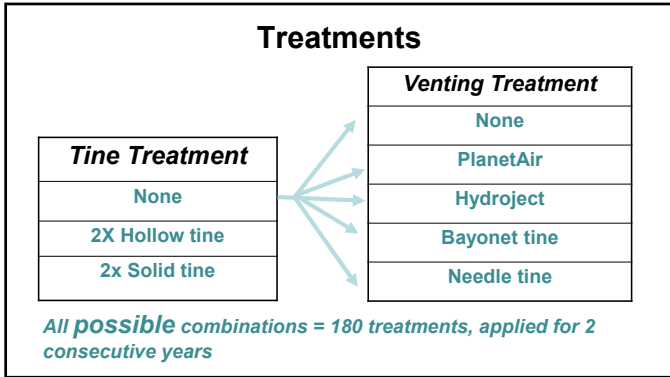 Treatments
Tine Treatment
None
2X Hollow tine
2x Solid tine
Venting Treatment
None
PlanetAir
Hydroject
Bayonet tine
Needle tine
All possible combinations = 180 treatments, applied for 2
consecutive years